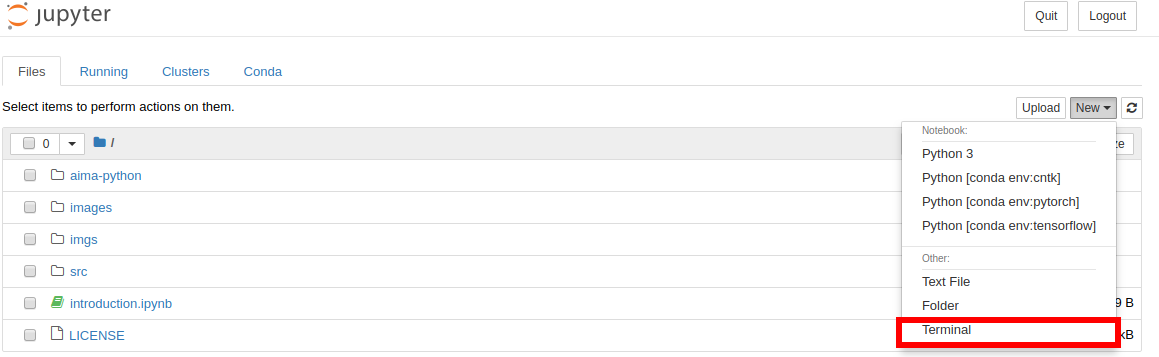 jupyter
Quit
Logout
Files
Running
Clusters
Conda
Select items to perform actions on them.
Upload
New
0
/
Notebook:
Python 3
Python [conda env:cntk]
Python [conda env:pytorch]
Python [conda env:tensorflow]
Other:
Text File
Folder
Terminal
aima-python
images
imgs
src
introduction.ipynb
B
LICENSE
kB